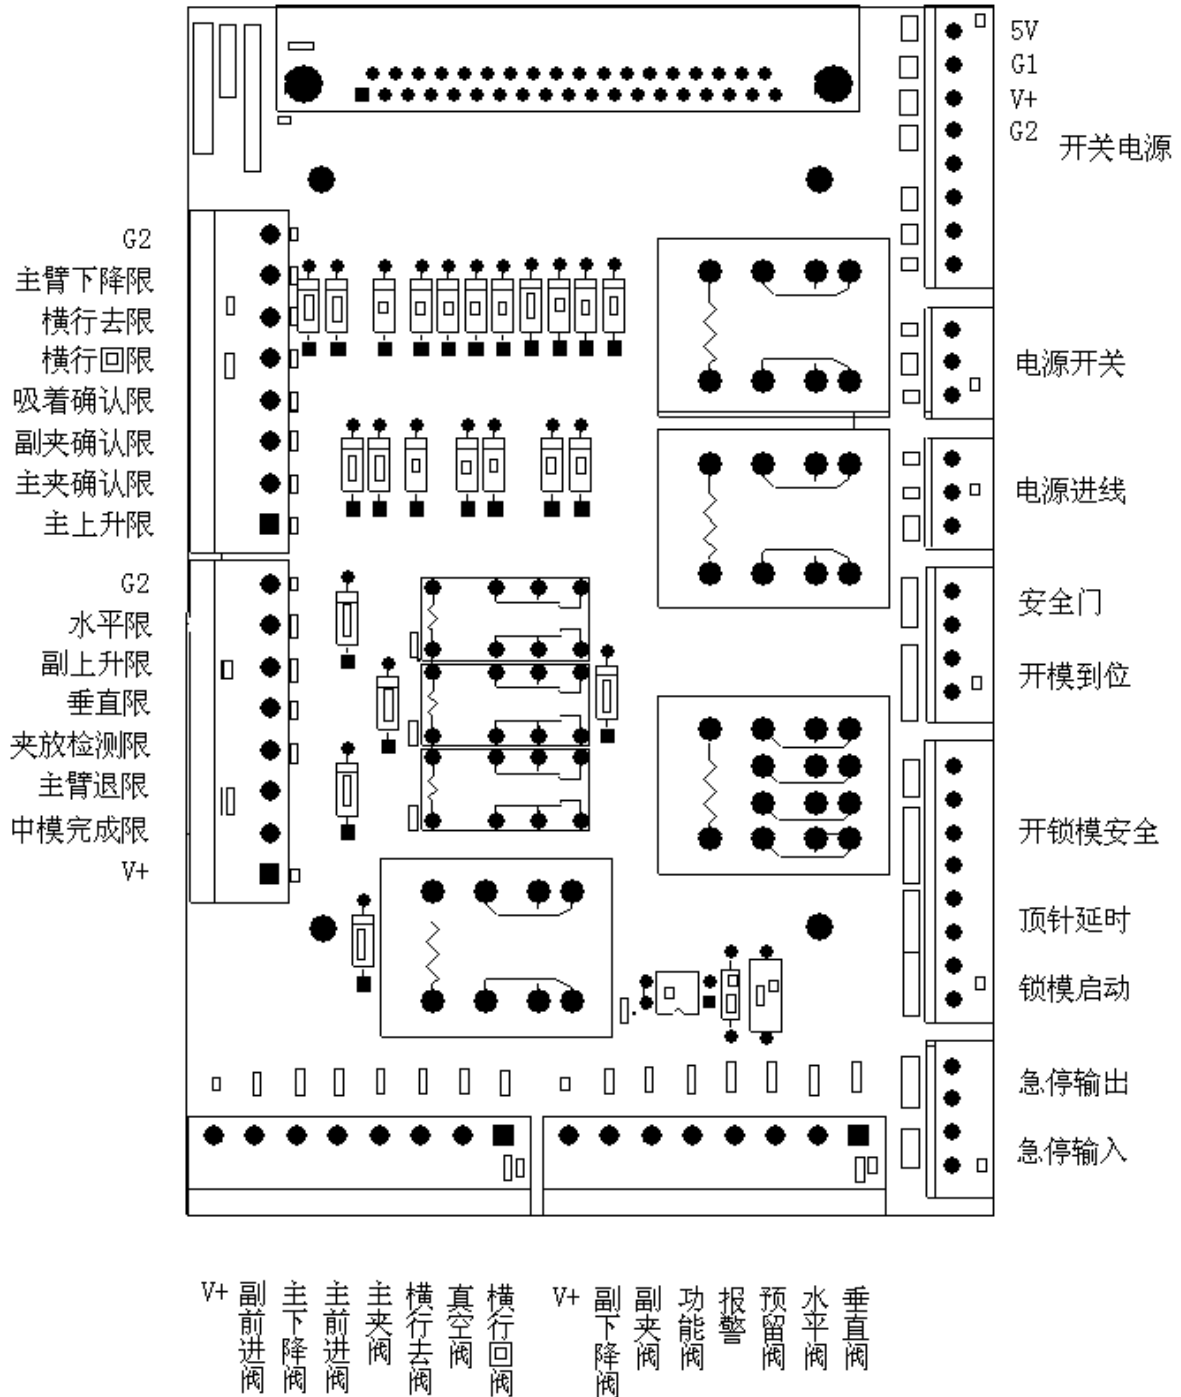 5V
G1
V+
G2
开关电源
G2
主臂下降限
横行去限
横行回限
吸着确认限
副夹确认限
主夹确认限
主上升限
电源开关
电源进线
G2
水平限
副上升限
垂直限
夹放检测限
主臂退限
中模完成限
V+
安全门
开模到位
开锁模安全
顶针延时
锁模启动
急停输出
急停输入
V+
副前进阀
主下降阀
主前进阀
主夹阀
横行去阀
真空阀
横行回阀
V+
副下降阀
副夹阀
功能阀
报警
预留阀
水平阀
垂直阀